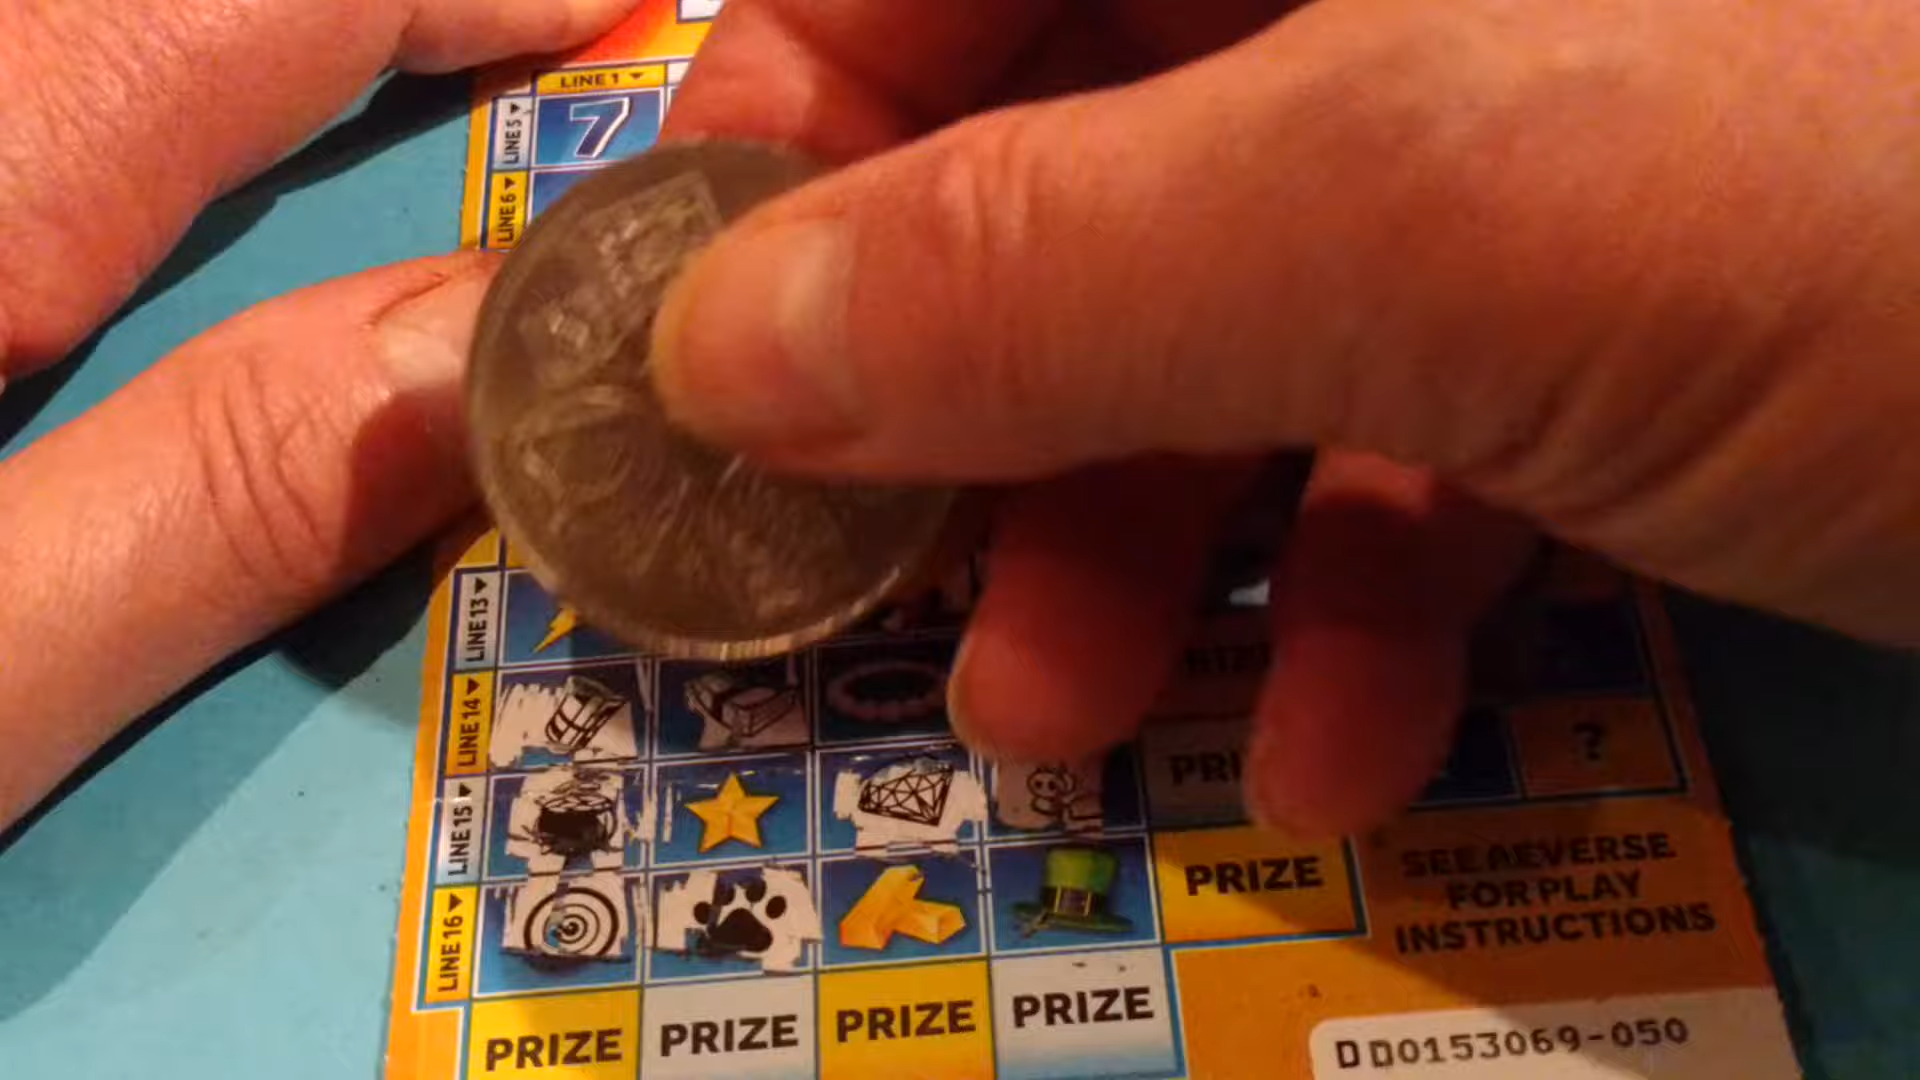 LINE 1
7
LINE 5
LINE 6
LINE 13
LINE 14
?
LINE 15
PRIZE
SEE REVERSE
FOR PLAY
INSTRUCTIONS
LINE 16
PRIZE
PRIZE
PRIZE
PRIZE
DD0153069-050